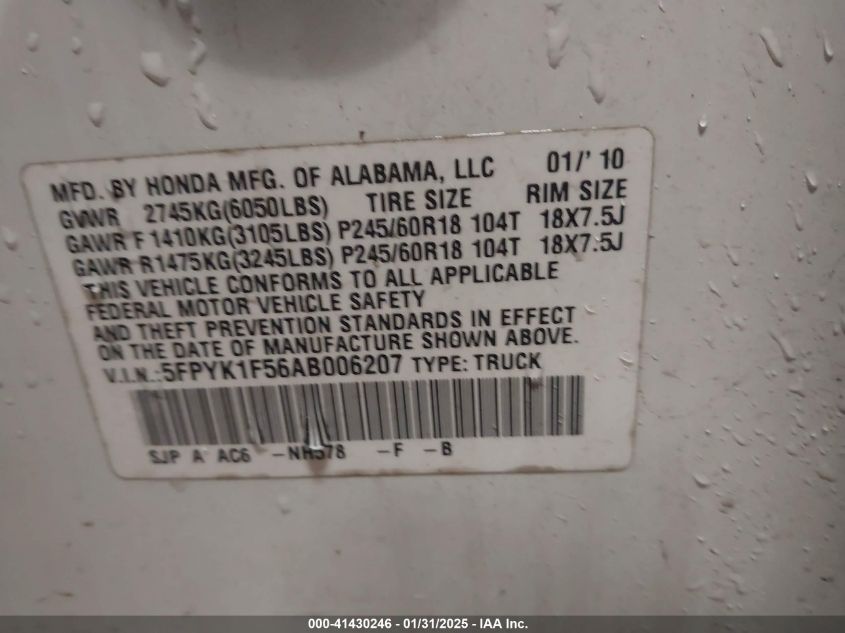 MFD. BY HONDA MFG. OF ALABAMA, LLC 01/' 10
GVWR 2745KG(6050LBS) TIRE SIZE RIM SIZE
GAWR F1410KG(3105LBS) P245/60R18 104T 18X7.5J
GAWR R1475KG(3245LBS) P245/60R18 104T 18X7.5J
THIS VEHICLE CONFORMS TO ALL APPLICABLE
FEDERAL MOTOR VEHICLE SAFETY
AND THEFT PREVENTION STANDARDS IN EFFECT
ON THE DATE OF MANUFACTURE SHOWN ABOVE.
V.I.N.:5FPYK1F56AB006207 TYPE: TRUCK
SJP A AC6 -NH578 -F -B
000-41430246 - 01/31/2025 - IAA Inc.